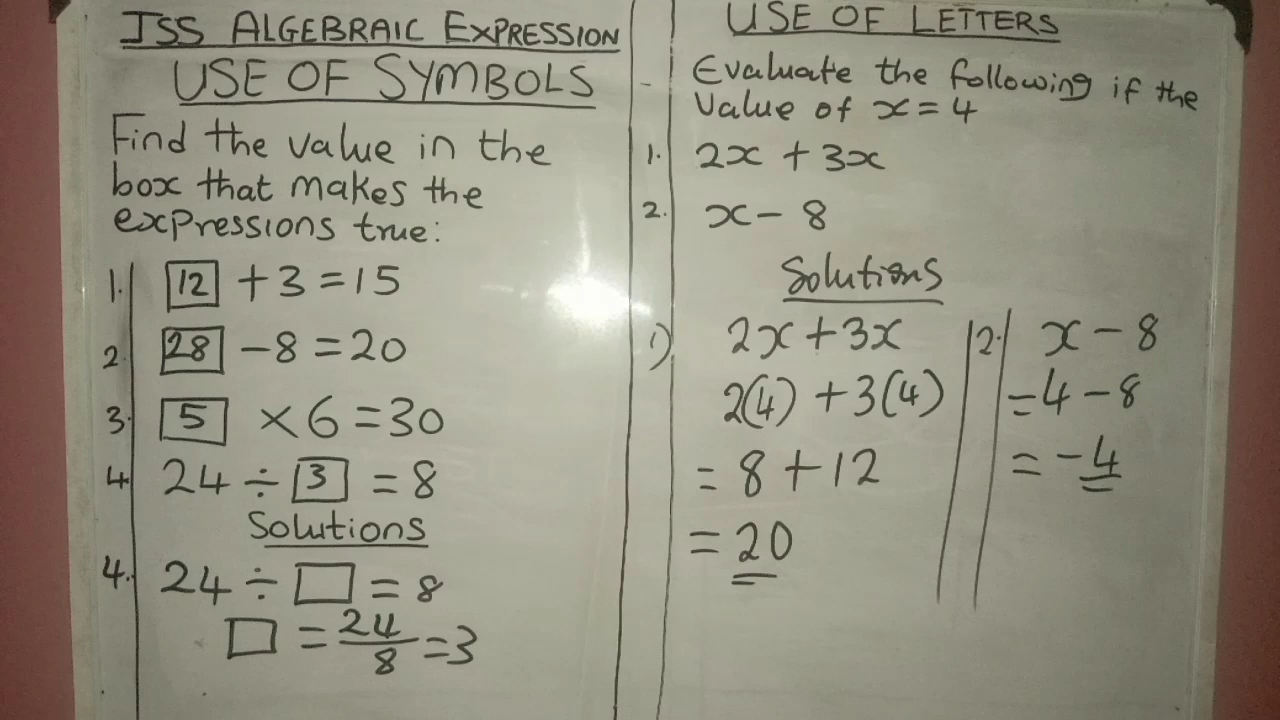 JSS ALGEBRAIC EXPRESSION
USE OF SYMBOLS
Find the value in the
box that makes the
expressions true:
1. 12 + 3 = 15
2. 28 - 8 = 20
3. 5 × 6 = 30
4. 24 ÷ 3 = 8
Solutions
4. 24 ÷ □ = 8
□ = 24/8 = 3
USE OF LETTERS
- Evaluate the following if the
value of x = 4
1. 2x + 3x
2. x - 8
Solutions
1) 2x + 3x
2(4) + 3(4)
= 8 + 12
= 20
2. x - 8
= 4 - 8
= -4